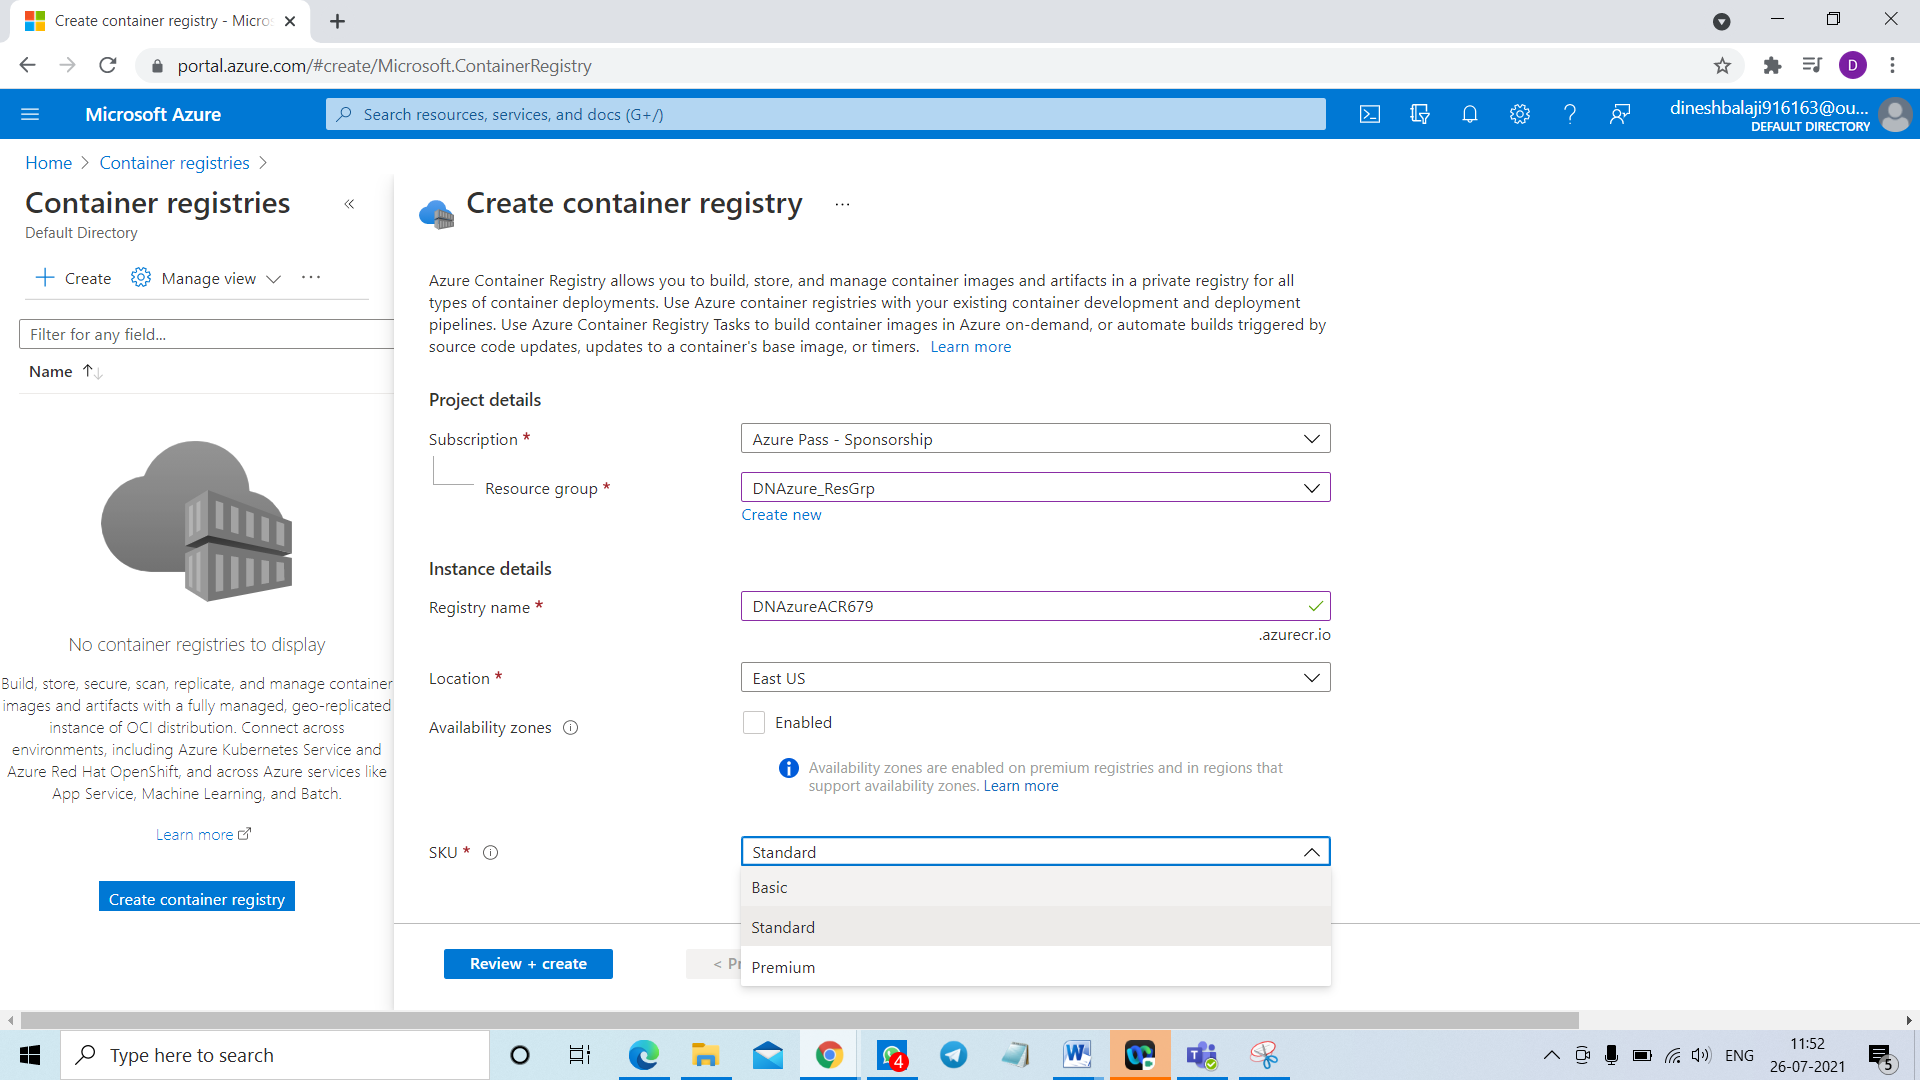 Create container registry - Micro
portal.azure.com/#create/Microsoft.ContainerRegistry
D
Microsoft Azure
Search resources, services, and docs (G+/)
dineshbalaji916163@ou...
DEFAULT DIRECTORY
Home > Container registries >
Container registries
«
Default Directory
Create
Manage view
...
Filter for any field...
Name ↑↓
No container registries to display
Build, store, secure, scan, replicate, and manage container
images and artifacts with a fully managed, geo-replicated
instance of OCI distribution. Connect across
environments, including Azure Kubernetes Service and
Azure Red Hat OpenShift, and across Azure services like
App Service, Machine Learning, and Batch.
Learn more
Create container registry
Create container registry
...
Azure Container Registry allows you to build, store, and manage container images and artifacts in a private registry for all
types of container deployments. Use Azure container registries with your existing container development and deployment
pipelines. Use Azure Container Registry Tasks to build container images in Azure on-demand, or automate builds triggered by
source code updates, updates to a container's base image, or timers. Learn more
Project details
Subscription *
Azure Pass - Sponsorship
Resource group *
DNAzure_ResGrp
Create new
Instance details
Registry name *
DNAzureACR679
.azurecr.io
Location *
East US
Availability zones
Enabled
Availability zones are enabled on premium registries and in regions that
support availability zones. Learn more
SKU *
Standard
Basic
Standard
Premium
Review + create
< P
Type here to search
4
ENG
11:52
26-07-2021
5